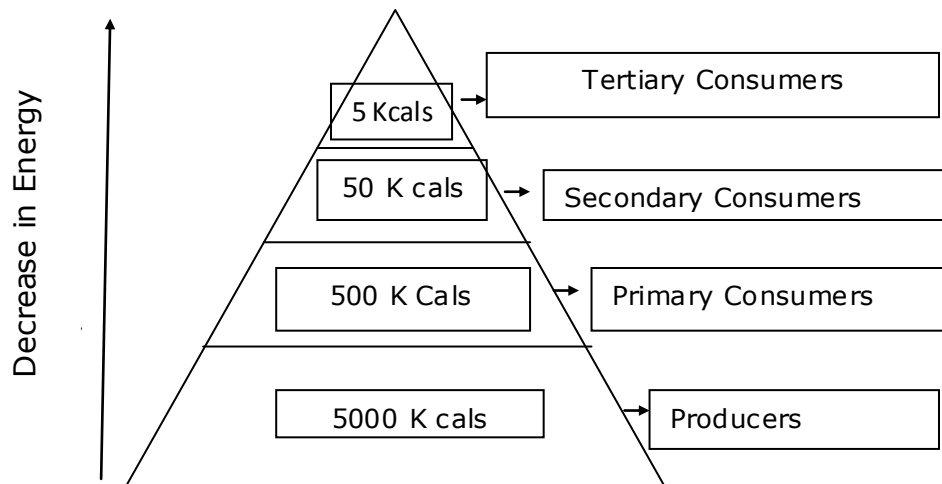 Decrease in Energy
5 Kcals
Tertiary Consumers
50 K cals
Secondary Consumers
500 K Cals
Primary Consumers
5000 K cals
Producers